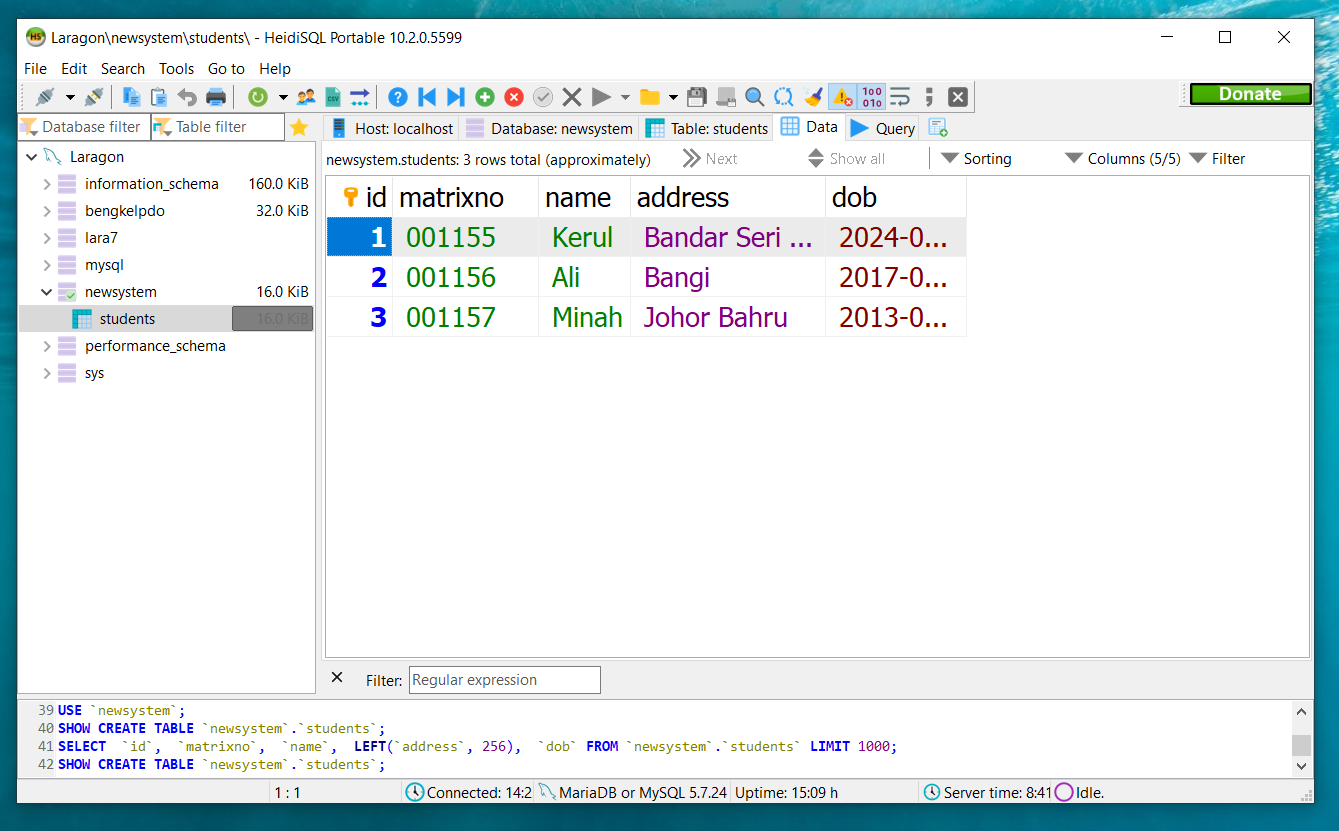 Laragon\newsystem\students\ - HeidiSQL Portable 10.2.0.5599
File Edit Search Tools Go to Help
Donate
Database filter Table filter Host: localhost Database: newsystem Table: students Data Query
newsystem.students: 3 rows total (approximately) Next Show all Sorting Columns (5/5) Filter
Laragon
information_schema 160.0 KiB
bengkelpdo 32.0 KiB
lara7
mysql
newsystem 16.0 KiB
students 16.0 KiB
performance_schema
sys
id matrixno name address dob
1 001155 Kerul Bandar Seri ... 2024-0...
2 001156 Ali Bangi 2017-0...
3 001157 Minah Johor Bahru 2013-0...
Filter: Regular expression
39 USE `newsystem`;
40 SHOW CREATE TABLE `newsystem`.`students`;
41 SELECT `id`, `matrixno`, `name`, LEFT(`address`, 256), `dob` FROM `newsystem`.`students` LIMIT 1000;
42 SHOW CREATE TABLE `newsystem`.`students`;
1 : 1 Connected: 14:2 MariaDB or MySQL 5.7.24 Uptime: 15:09 h Server time: 8:41 Idle.